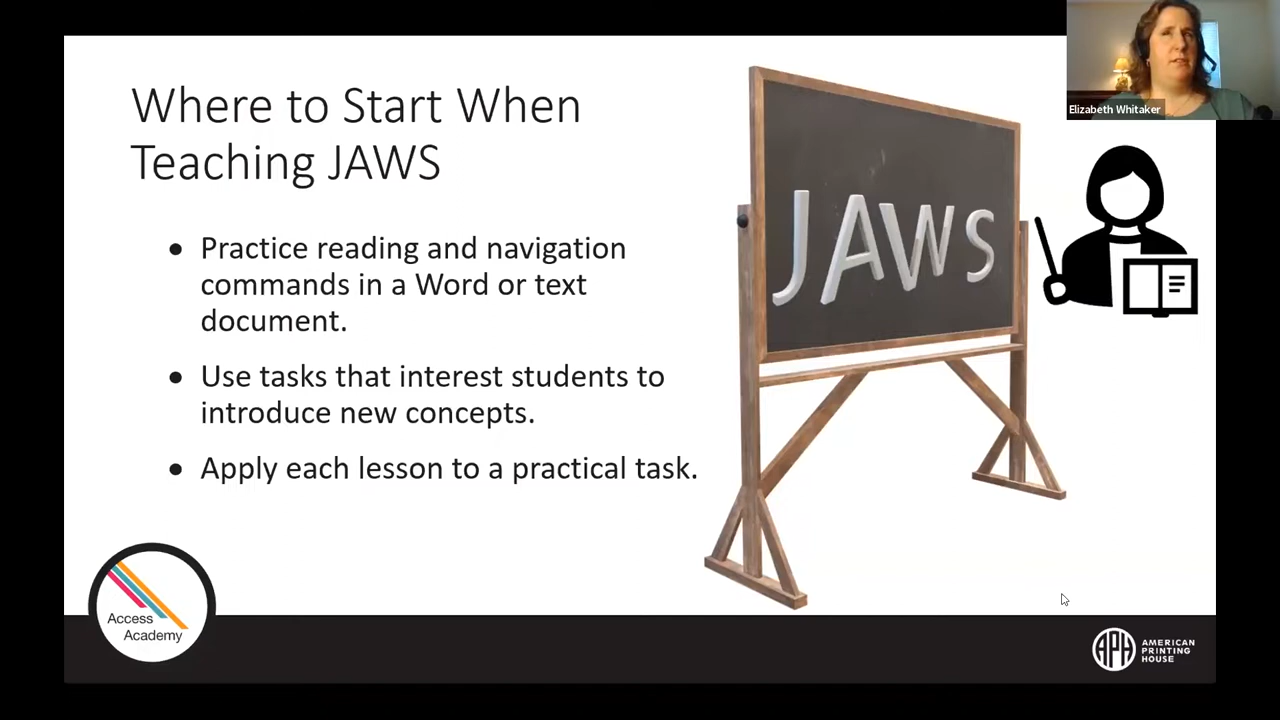 Where to Start When
Teaching JAWS
• Practice reading and navigation
commands in a Word or text
document.
• Use tasks that interest students to
introduce new concepts.
• Apply each lesson to a practical task.
JAWS
Elizabeth Whitaker
Access
Academy
APH
AMERICAN
PRINTING
HOUSE